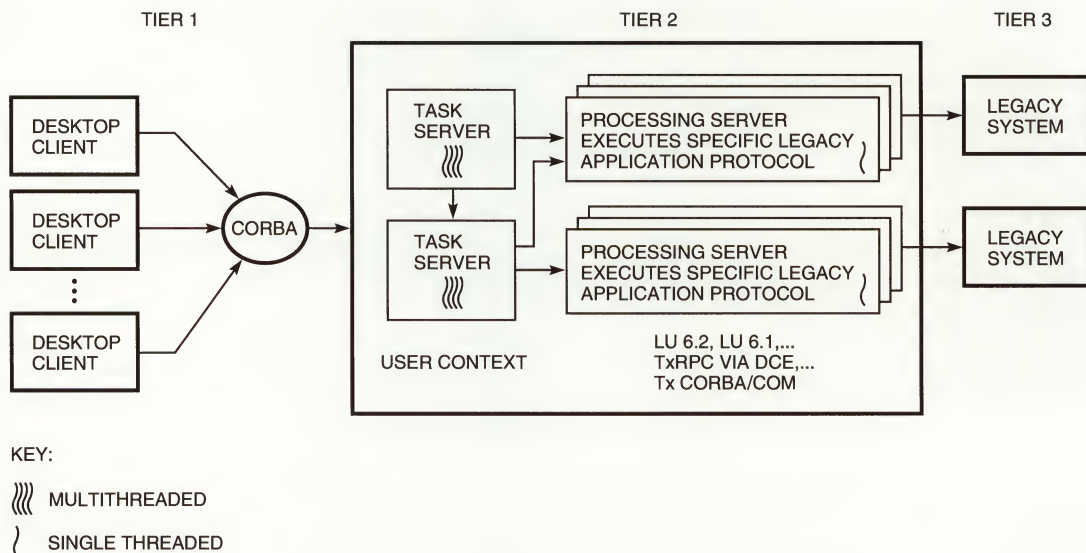 TIER 1
TIER 2
TIER 3
DESKTOP
CLIENT
DESKTOP
CLIENT
DESKTOP
CLIENT
CORBA
TASK
SERVER
TASK
SERVER
USER CONTEXT
PROCESSING SERVER
EXECUTES SPECIFIC LEGACY
APPLICATION PROTOCOL
PROCESSING SERVER
EXECUTES SPECIFIC LEGACY
APPLICATION PROTOCOL
LU 6.2, LU 6.1,...
TxRPC VIA DCE,...
Tx CORBA/COM
LEGACY
SYSTEM
LEGACY
SYSTEM
KEY:
MULTITHREADED
SINGLE THREADED